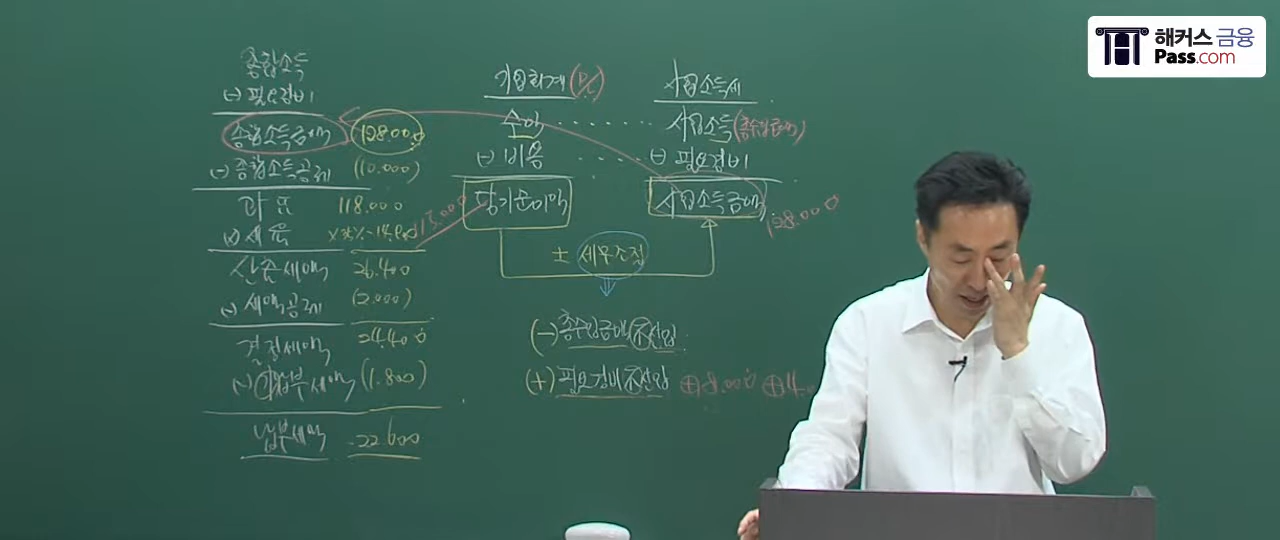 해커스 금융
Pass.com
종합소득
(-) 필요경비
종합소득금액 128.000
(-) 종합소득공제 (10.000)
과표 118.000
(×) 세율
산출세액 26.400
(-) 세액공제 (2.000)
결정세액 24.400
(-) 기납부세액 (1.800)
납부세액 22.600
기업회계
수익
(-) 비용
당기순이익
사업소득세
사업소득 (총수입금액)
(-) 필요경비
사업소득금액
128.000
± 세무조정
(-) 총수입금액 不산입
(+) 필요경비 不산입 ⊕ 8.000